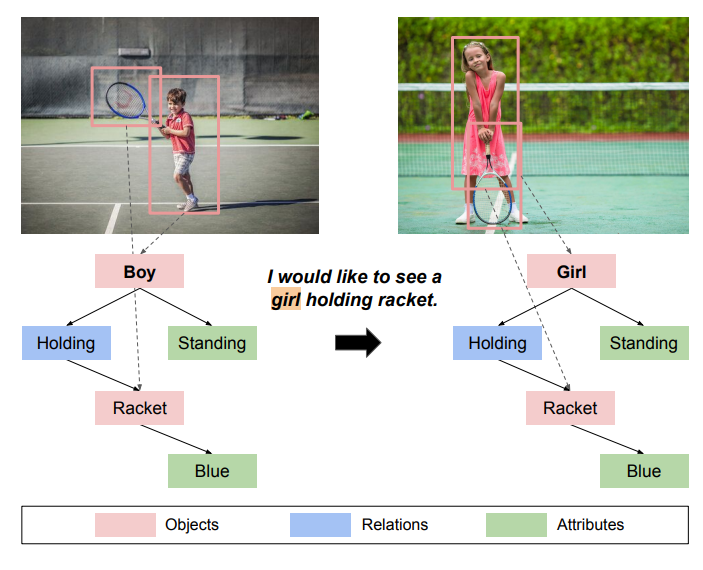 Boy
Holding
Standing
Racket
Blue
I would like to see a
girl holding racket.
Girl
Holding
Standing
Racket
Blue
Objects
Relations
Attributes